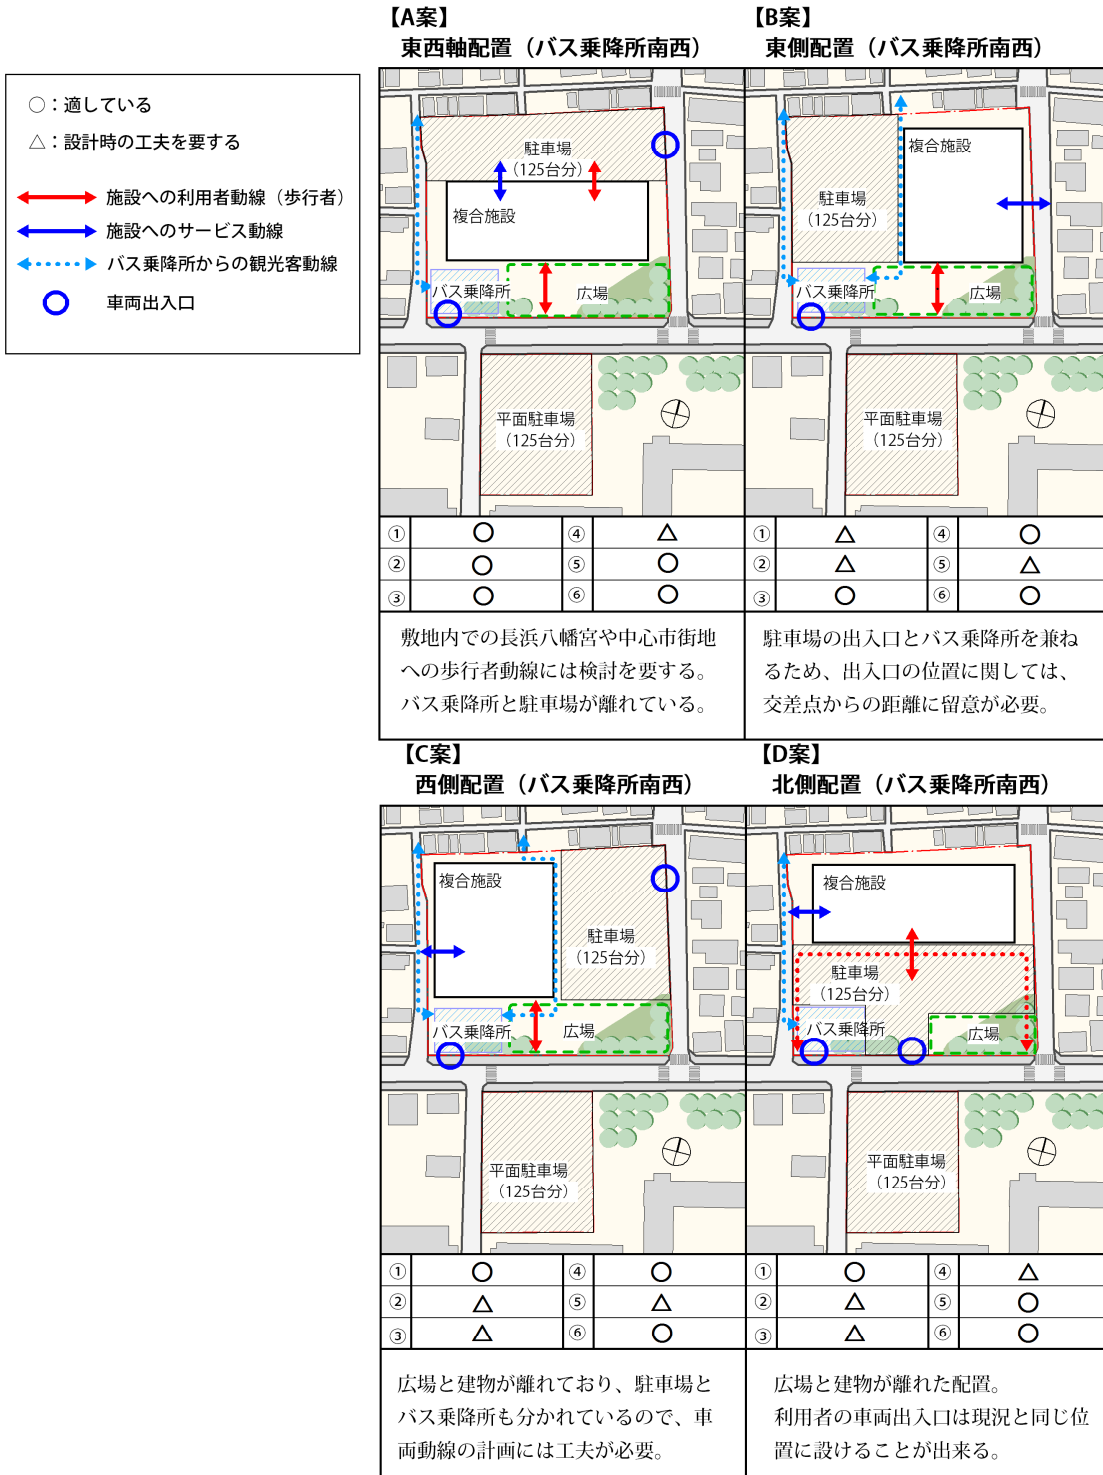 ○：適している
△：設計時の工夫を要する
施設への利用者動線（歩行者）
施設へのサービス動線
バス乗降所からの観光客動線
車両出入口
【A案】
東西軸配置（バス乗降所南西）
駐車場
（125台分）
複合施設
バス乗降所
広場
平面駐車場
（125台分）
① ○ ④ △
② ○ ⑤ ○
③ ○ ⑥ ○
敷地内での長浜八幡宮や中心市街地
への歩行者動線には検討を要する。
バス乗降所と駐車場が離れている。
【B案】
東側配置（バス乗降所南西）
複合施設
駐車場
（125台分）
バス乗降所
広場
平面駐車場
（125台分）
① △ ④ ○
② △ ⑤ △
③ ○ ⑥ ○
駐車場の出入口とバス乗降所を兼ね
るため、出入口の位置に関しては、
交差点からの距離に留意が必要。
【C案】
西側配置（バス乗降所南西）
複合施設
駐車場
（125台分）
バス乗降所
広場
平面駐車場
（125台分）
① ○ ④ ○
② △ ⑤ △
③ △ ⑥ ○
広場と建物が離れており、駐車場と
バス乗降所も分かれているので、車
両動線の計画には工夫が必要。
【D案】
北側配置（バス乗降所南西）
複合施設
駐車場
（125台分）
バス乗降所
広場
平面駐車場
（125台分）
① ○ ④ △
② △ ⑤ ○
③ △ ⑥ ○
広場と建物が離れた配置。
利用者の車両出入口は現況と同じ位
置に設けることが出来る。